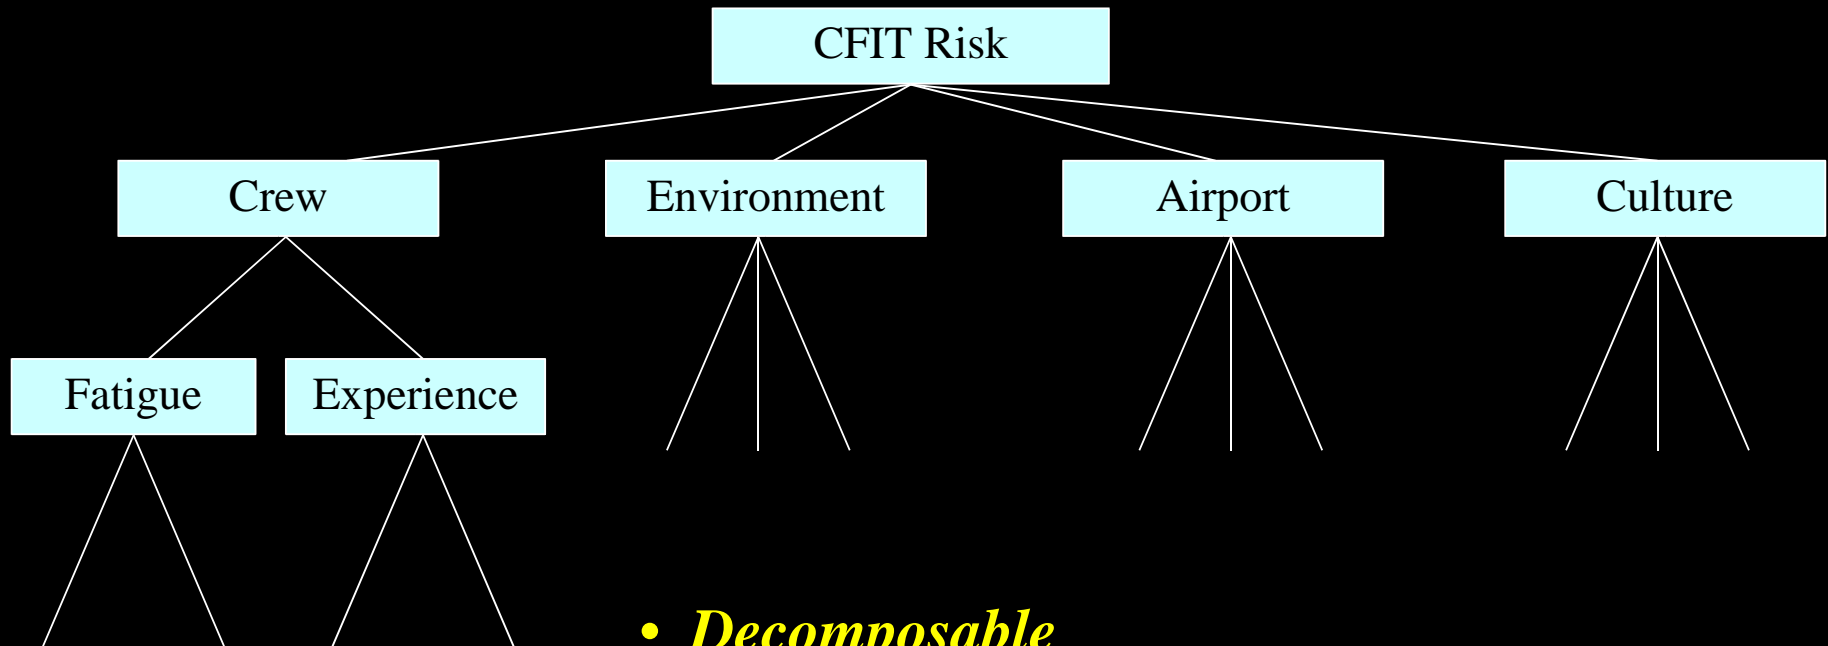 CFIT Risk
Crew
Environment
Airport
Culture
Fatigue
Experience
• Decomposable